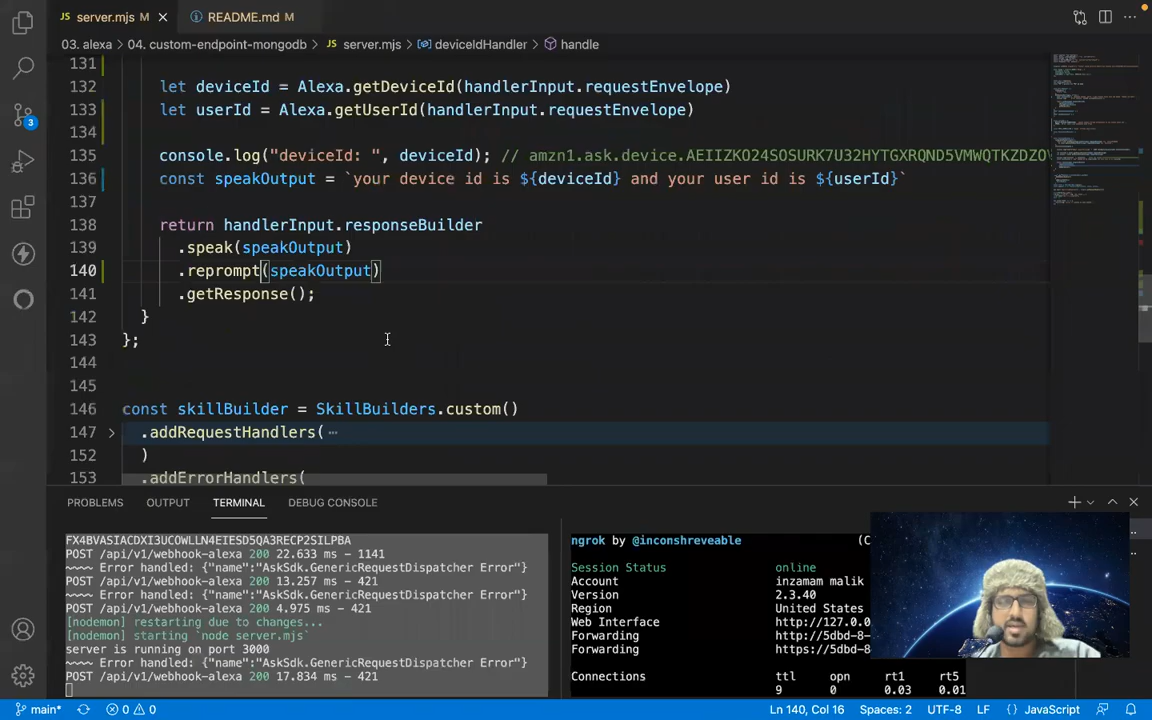 server.mjs M
README.md M
03. alexa > 04. custom-endpoint-mongodb > server.mjs > deviceIdHandler > handle
131
132 let deviceId = Alexa.getDeviceId(handlerInput.requestEnvelope)
133 let userId = Alexa.getUserId(handlerInput.requestEnvelope)
134
135 console.log("deviceId: ", deviceId); // amzn1.ask.device.AEIIZKO24SOSURK7U32HYTGXRQND5VMWQTKZDZOV
136 const speakOutput = `your device id is ${deviceId} and your user id is ${userId}`
137
138 return handlerInput.responseBuilder
139 .speak(speakOutput)
140 .reprompt(speakOutput)
141 .getResponse();
142 }
143 };
144
145
146 const skillBuilder = SkillBuilders.custom()
147 .addRequestHandlers( ⋯
152 )
153 .addErrorHandlers(
3
PROBLEMS OUTPUT TERMINAL DEBUG CONSOLE
FX4BVASIACDXI3UCOWLLN4EIESD5QA3RECP2SILPBA
POST /api/v1/webhook-alexa 200 22.633 ms - 1141
~~~~ Error handled: {"name":"AskSdk.GenericRequestDispatcher Error"}
POST /api/v1/webhook-alexa 200 13.257 ms - 421
~~~~ Error handled: {"name":"AskSdk.GenericRequestDispatcher Error"}
POST /api/v1/webhook-alexa 200 4.975 ms - 421
[nodemon] restarting due to changes...
[nodemon] starting `node server.mjs`
server is running on port 3000
~~~~ Error handled: {"name":"AskSdk.GenericRequestDispatcher Error"}
POST /api/v1/webhook-alexa 200 17.834 ms - 421
ngrok by @inconshreveable (C
Session Status online
Account inzamam malik
Version 2.3.40
Region United States
Web Interface http://127.0.0
Forwarding http://5dbd-8-
Forwarding https://5dbd-8-
Connections ttl opn rt1 rt5
9 0 0.03 0.01
main* 0 0 Ln 140, Col 16 Spaces: 2 UTF-8 LF {} JavaScript